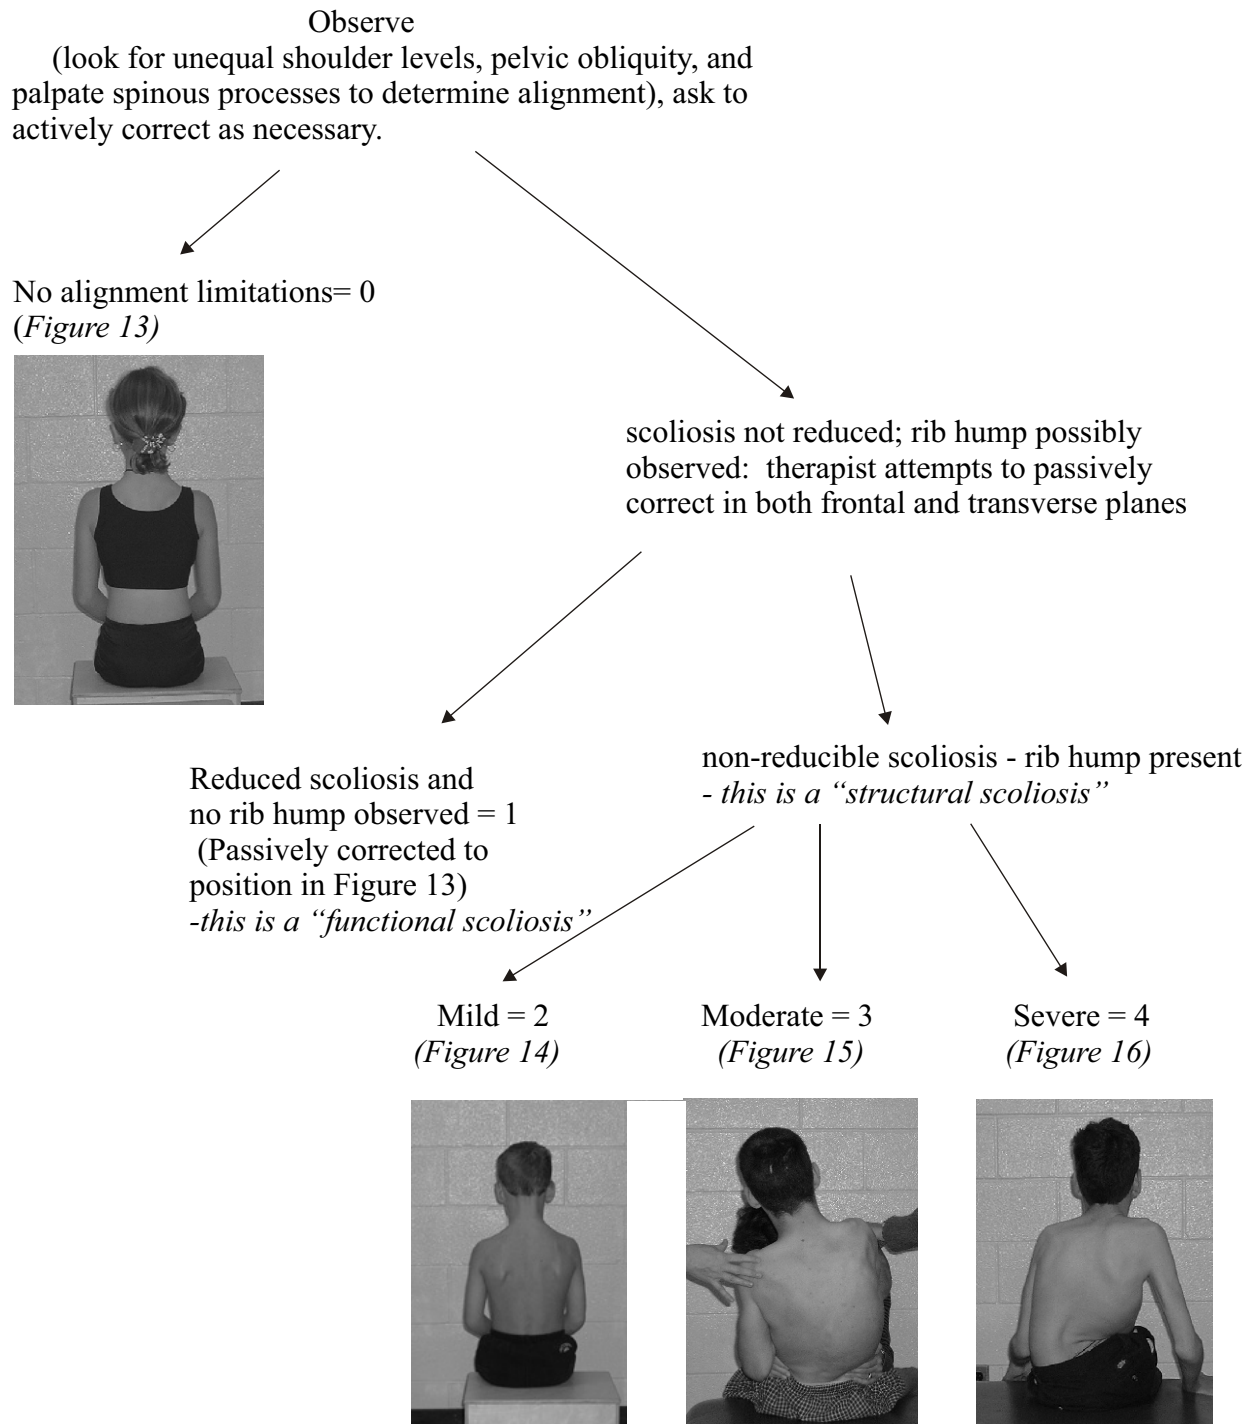 Observe
(look for unequal shoulder levels, pelvic obliquity, and
palpate spinous processes to determine alignment), ask to
actively correct as necessary.
No alignment limitations= 0
(Figure 13)
scoliosis not reduced; rib hump possibly
observed:  therapist attempts to passively
correct in both frontal and transverse planes
Reduced scoliosis and
no rib hump observed = 1
(Passively corrected to
position in Figure 13)
-this is a “functional scoliosis”
non-reducible scoliosis - rib hump present
- this is a “structural scoliosis”
Mild = 2
(Figure 14)
Moderate = 3
(Figure 15)
Severe = 4
(Figure 16)